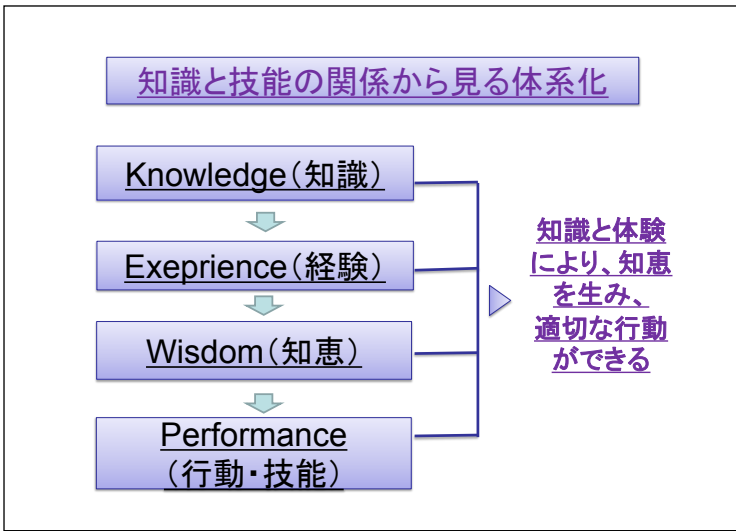 知識と技能の関係から見る体系化
Knowledge(知識)
Exeprience(経験)
Wisdom(知恵)
Performance
(行動・技能)
知識と体験
により、知恵
を生み、
適切な行動
ができる